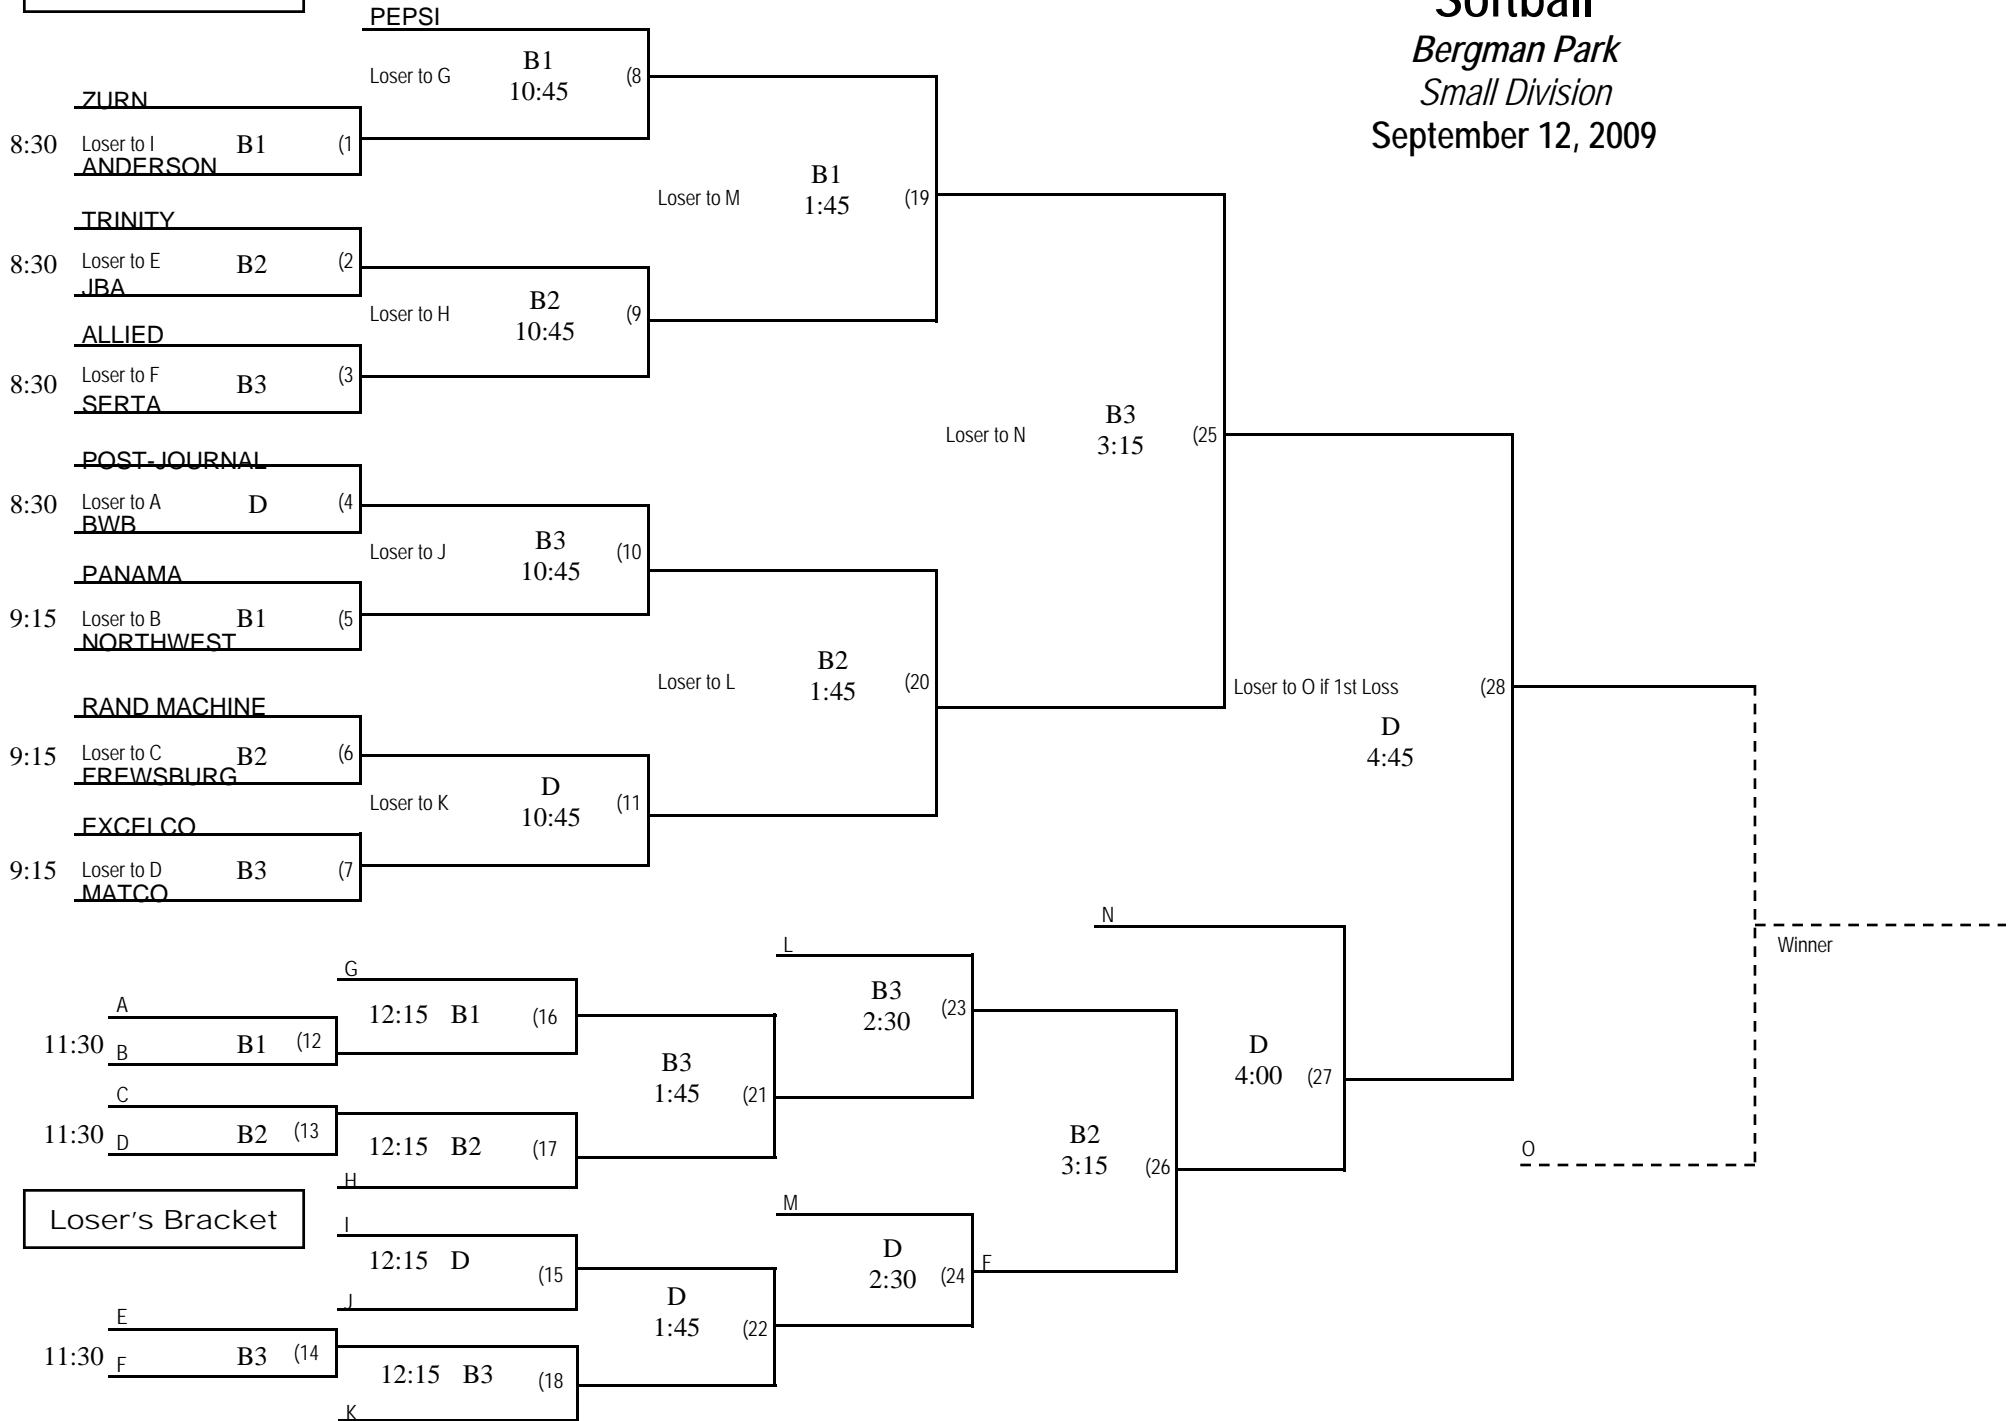 Softball
Bergman Park
Small Division
September 12, 2009
PEPSI
Loser to G B1 (8
10:45
ZURN
8:30 Loser to I B1 (1
ANDERSON
Loser to M B1 (19
1:45
TRINITY
8:30 Loser to E B2 (2
JBA
Loser to H B2 (9
10:45
ALLIED
8:30 Loser to F B3 (3
SERTA
Loser to N B3 (25
3:15
POST-JOURNAL
8:30 Loser to A D (4
BWB
Loser to J B3 (10
10:45
PANAMA
9:15 Loser to B B1 (5
NORTHWEST
Loser to L B2 (20
1:45
Loser to O if 1st Loss (28
D
4:45
RAND MACHINE
9:15 Loser to C B2 (6
FREWSBURG
Loser to K D (11
10:45
EXCELCO
9:15 Loser to D B3 (7
MATCO
N
L
Winner
G
A
12:15 B1 (16
B3 (23
2:30
11:30 B B1 (12
D
4:00 (27
B3
1:45 (21
C
11:30 D B2 (13
12:15 B2 (17
H
B2
3:15 (26
O
Loser's Bracket
M
I
12:15 D (15
J
D
2:30 (24 F
D
1:45 (22
E
11:30 F B3 (14
12:15 B3 (18
K